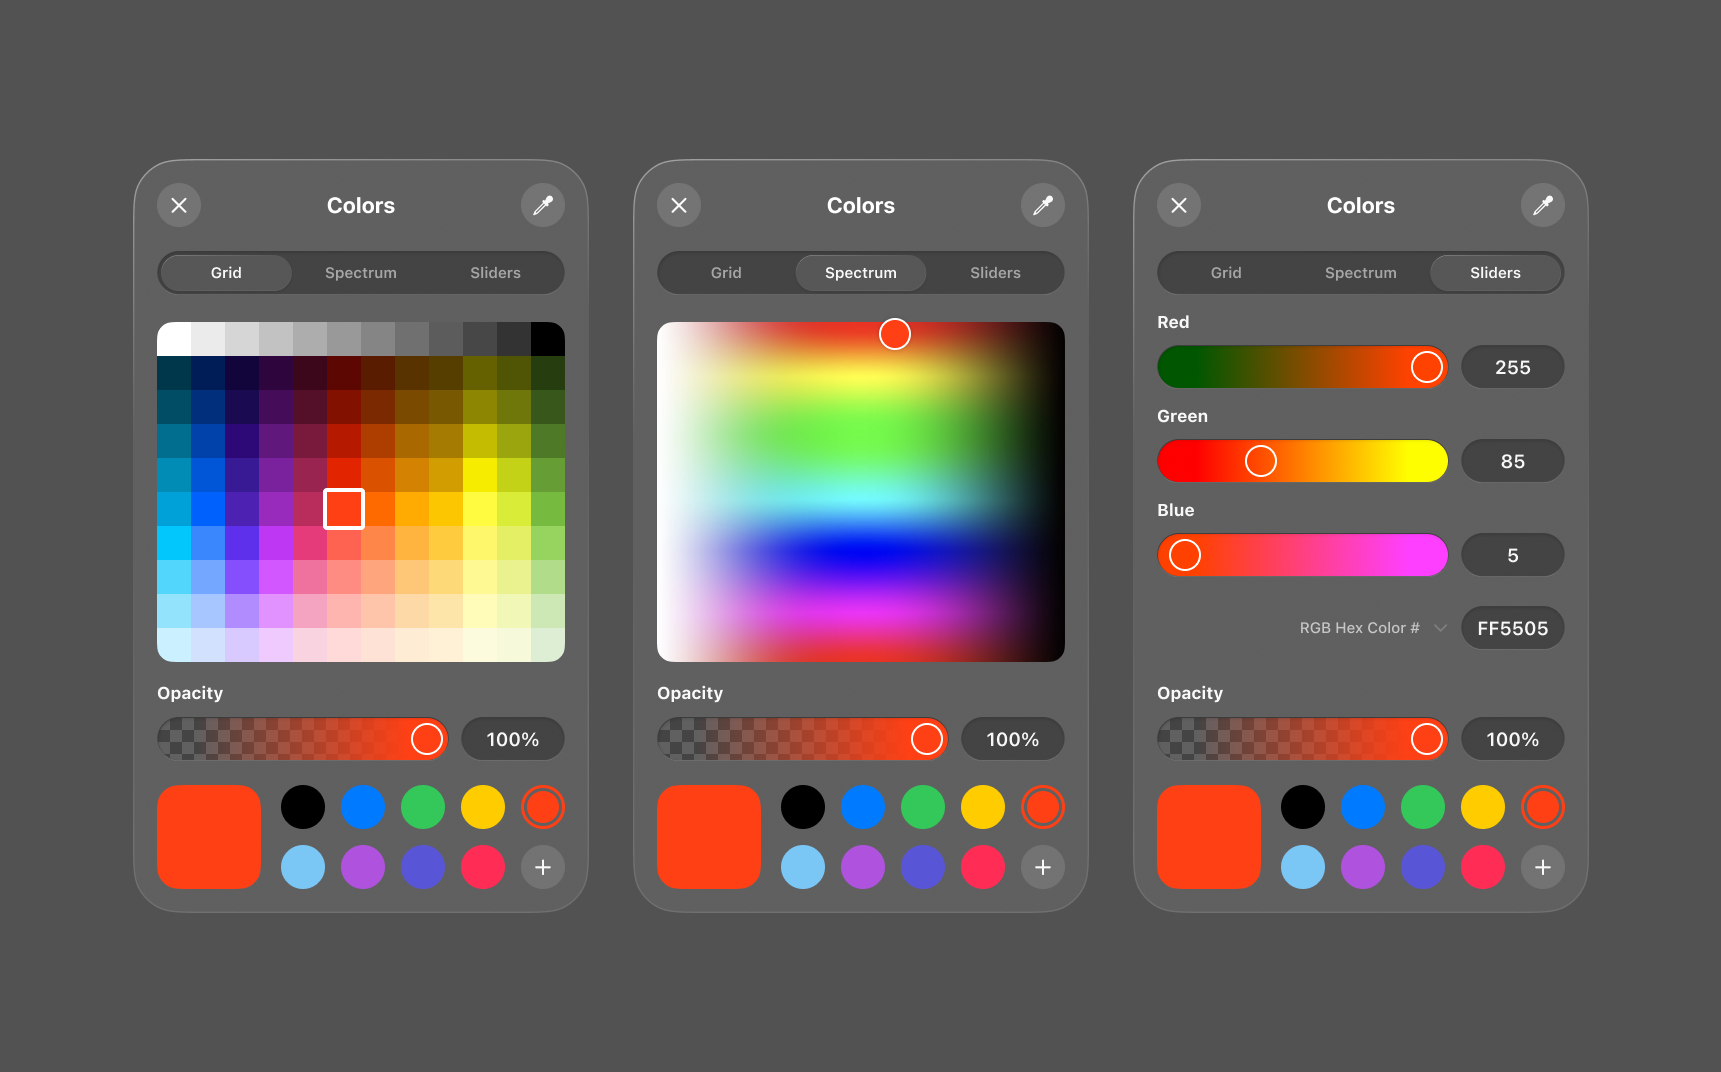 Colors
Grid Spectrum Sliders
Opacity
100%
Colors
Grid Spectrum Sliders
Opacity
100%
Colors
Grid Spectrum Sliders
Red
255
Green
85
Blue
5
RGB Hex Color # FF5505
Opacity
100%